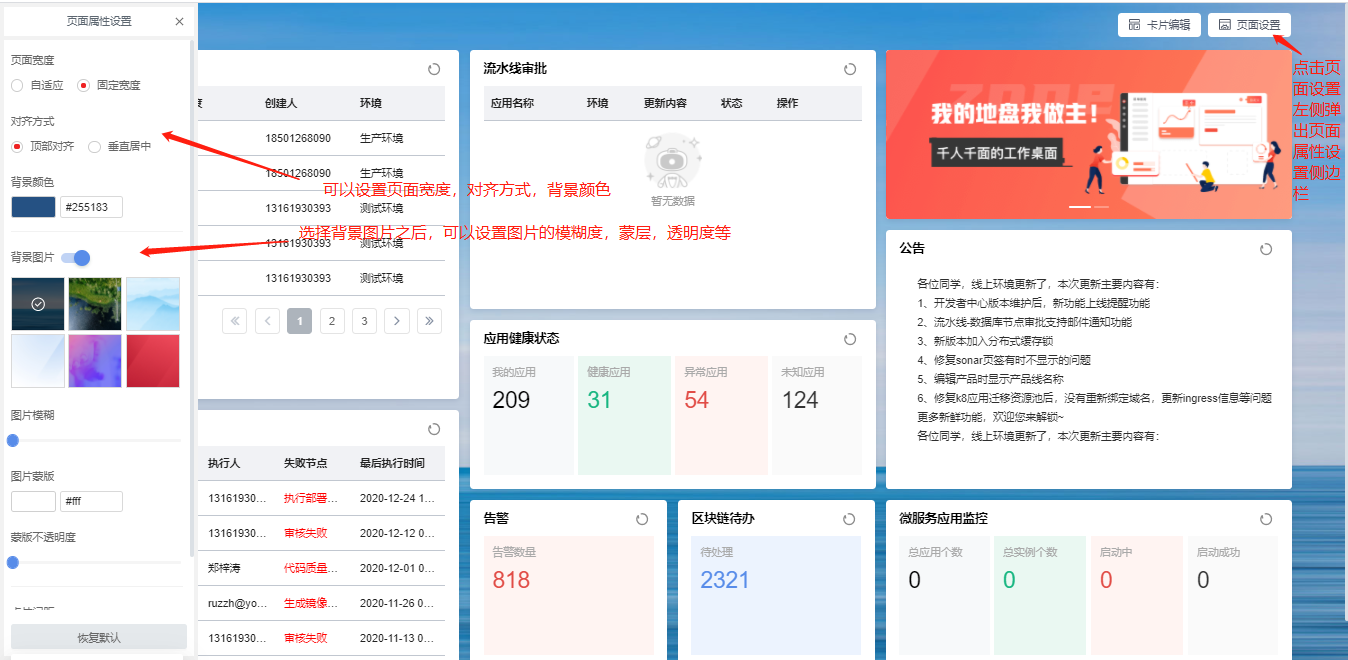 页面属性设置
页面宽度
自适应
固定宽度
对齐方式
顶部对齐
垂直居中
背景颜色
#255183
背景图片
图片模糊
图片蒙版
#fff
蒙版不透明度
恢复默认
卡片编辑
页面设置
点击页
面设置
左侧弹
出页面
属性设
置侧边
栏
可以设置页面宽度，对齐方式，背景颜色
选择背景图片之后，可以设置图片的模糊度，蒙层，透明度等
创建人 环境
18501268090 生产环境
18501268090 生产环境
13161930393 测试环境
13161930393 测试环境
13161930393 测试环境
1 2 3
执行人 失败节点 最后执行时间
13161930... 执行部署... 2020-12-24 1...
13161930... 审核失败 2020-12-12 0...
郑梓涛 代码质量... 2020-12-01 0...
ruzzh@yo... 生成镜像... 2020-11-26 0...
13161930... 审核失败 2020-11-13 0...
流水线审批
应用名称 环境 更新内容 状态 操作
暂无数据
应用健康状态
我的应用 健康应用 异常应用 未知应用
209 31 54 124
告警
告警数量
818
区块链待办
待处理
2321
我的地盘我做主！
千人千面的工作桌面
公告
各位同学，线上环境更新了，本次更新主要内容有：
1、开发者中心版本维护后，新功能上线提醒功能
2、流水线-数据库节点审批支持邮件通知功能
3、新版本加入分布式缓存锁
4、修复sonar页签有时不显示的问题
5、编辑产品时显示产品线名称
6、修复k8应用迁移资源池后，没有重新绑定域名，更新ingress信息等问题
更多新鲜功能，欢迎您来解锁~
各位同学，线上环境更新了，本次更新主要内容有：
微服务应用监控
总应用个数 总实例个数 启动中 启动成功
0 0 0 0